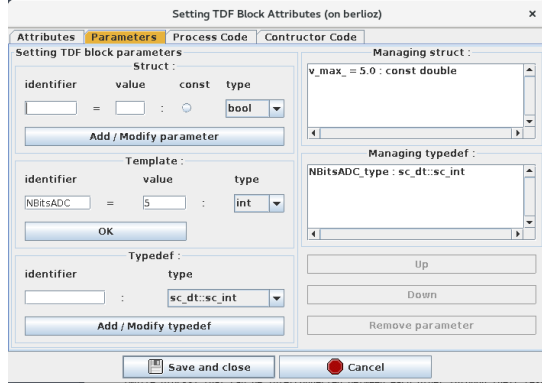 Setting TDF Block Attributes (on berlioz) ×
Attributes Parameters Process Code Contructor Code
Setting TDF block parameters
Struct :
identifier value const type
= : bool
Add / Modify parameter
Template :
identifier value type
NBitsADC = 5 : int
OK
Typedef :
identifier type
: sc_dt::sc_int
Add / Modify typedef
Managing struct :
v_max_ = 5.0 : const double
Managing typedef :
NBitsADC_type : sc_dt::sc_int
Up
Down
Remove parameter
Save and close Cancel